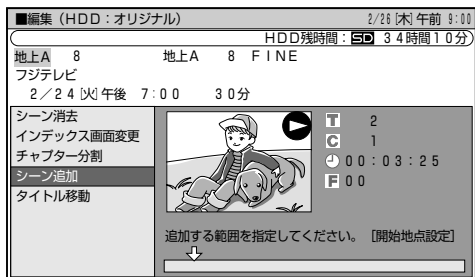 ■編集（HDD：オリジナル） 2/26[木]午前 9:00
HDD残時間：SD 34時間10分
地上A 8 地上A 8 FINE
フジテレビ
2／24[火]午後 7:00 30分
シーン消去
インデックス画面変更
チャプター分割
シーン追加
タイトル移動
T 2
C 1
00：03：25
F 00
追加する範囲を指定してください。［開始地点設定］